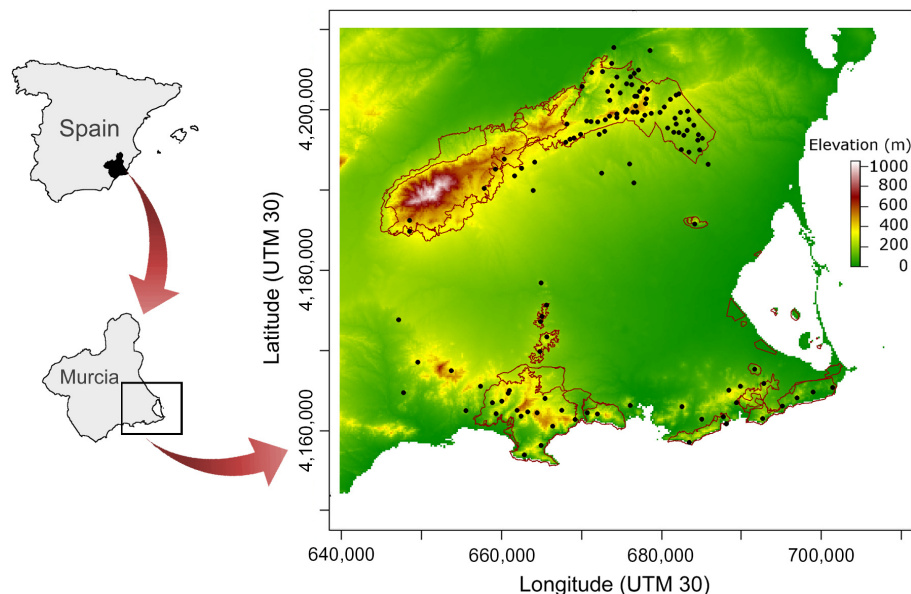 Spain
Murcia
Latitude (UTM 30)
4,200,000
4,180,000
4,160,000
Elevation (m)
1000
800
600
400
200
0
640,000
660,000
680,000
700,000
Longitude (UTM 30)